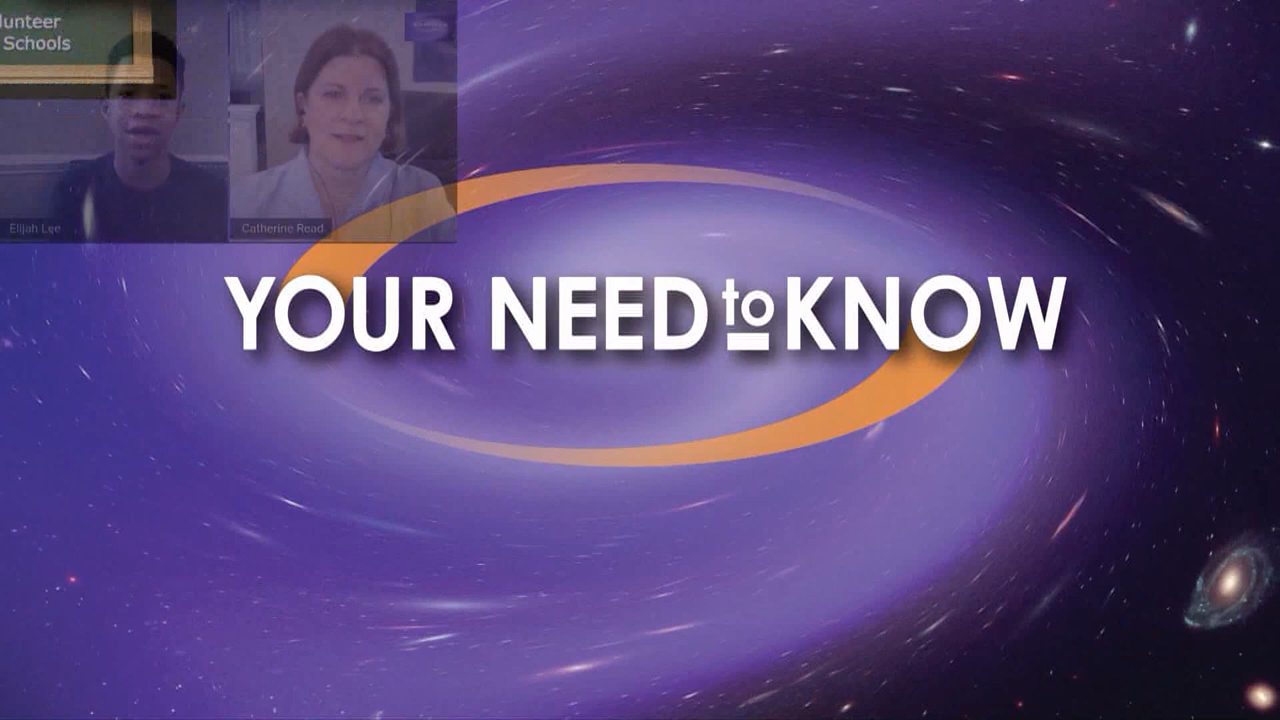 lunteer
Schools
Elijah Lee
Catherine Read
YOUR NEED to KNOW